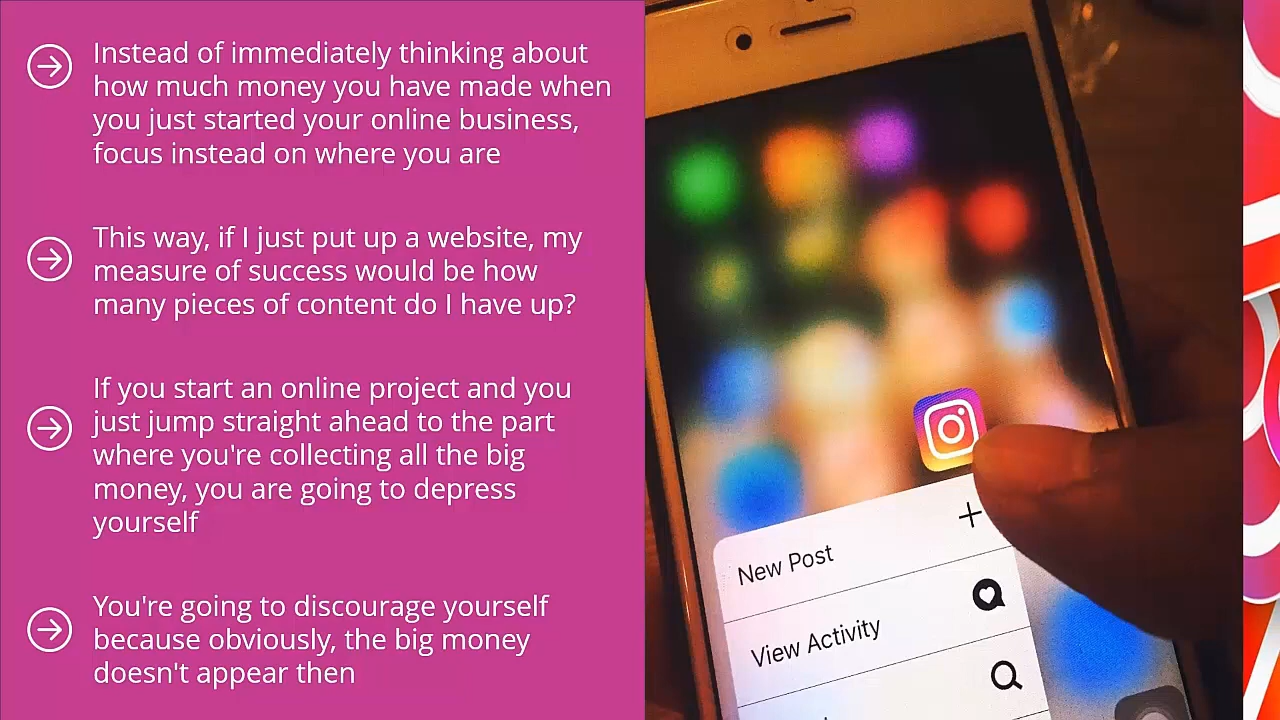 Instead of immediately thinking about
how much money you have made when
you just started your online business,
focus instead on where you are
This way, if I just put up a website, my
measure of success would be how
many pieces of content do I have up?
If you start an online project and you
just jump straight ahead to the part
where you're collecting all the big
money, you are going to depress
yourself
You're going to discourage yourself
because obviously, the big money
doesn't appear then
New Post
View Activity